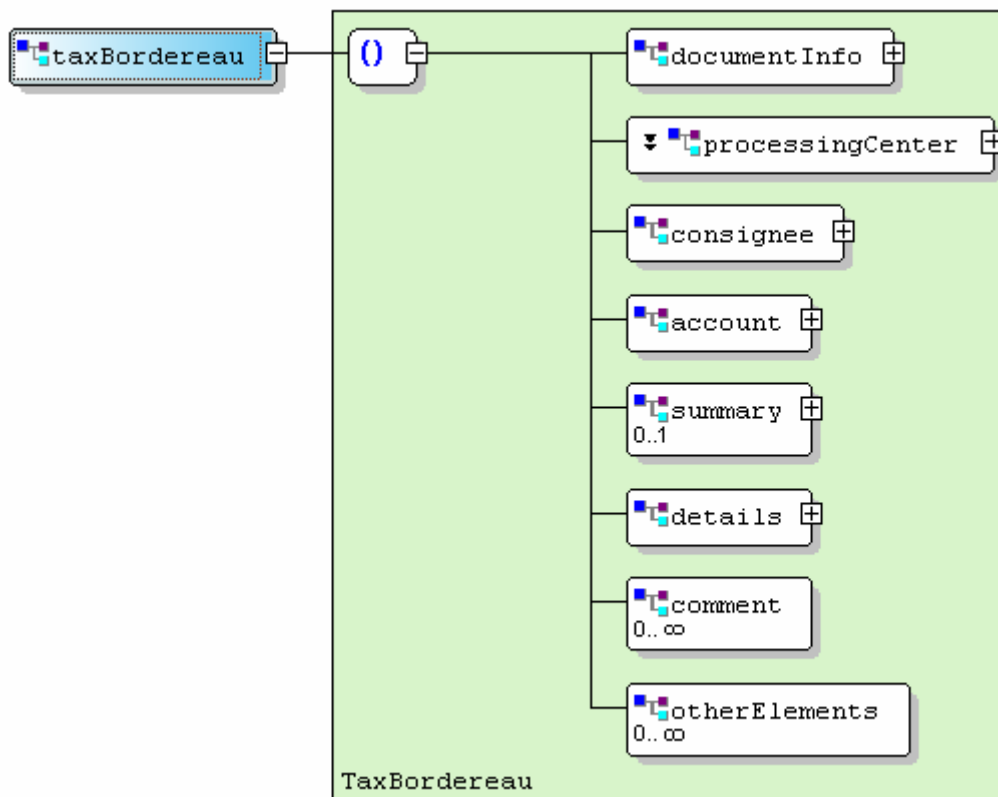 taxBordereau
()
documentInfo
processingCenter
consignee
account
summary
0..1
details
comment
0..∞
otherElements
0..∞
TaxBordereau